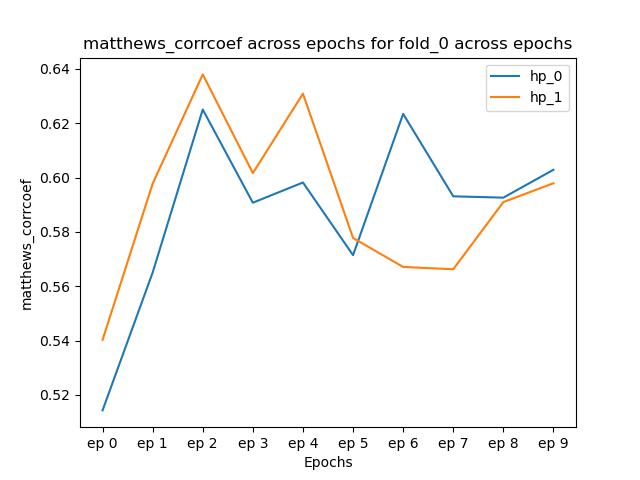 matthews_corrcoef across epochs for fold_0 across epochs
hp_0
hp_1
matthews_corrcoef
0.64
0.62
0.60
0.58
0.56
0.54
0.52
ep 0 ep 1 ep 2 ep 3 ep 4 ep 5 ep 6 ep 7 ep 8 ep 9
Epochs